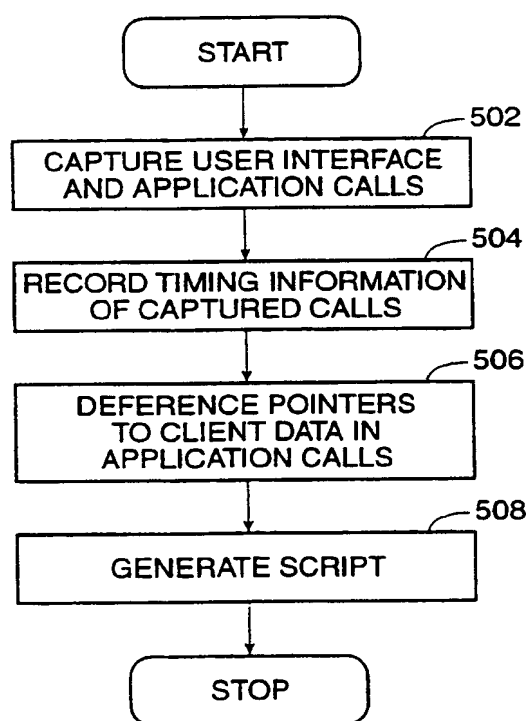 START
502
CAPTURE USER INTERFACE
AND APPLICATION CALLS
504
RECORD TIMING INFORMATION
OF CAPTURED CALLS
506
DEFERENCE POINTERS
TO CLIENT DATA IN
APPLICATION CALLS
508
GENERATE SCRIPT
STOP